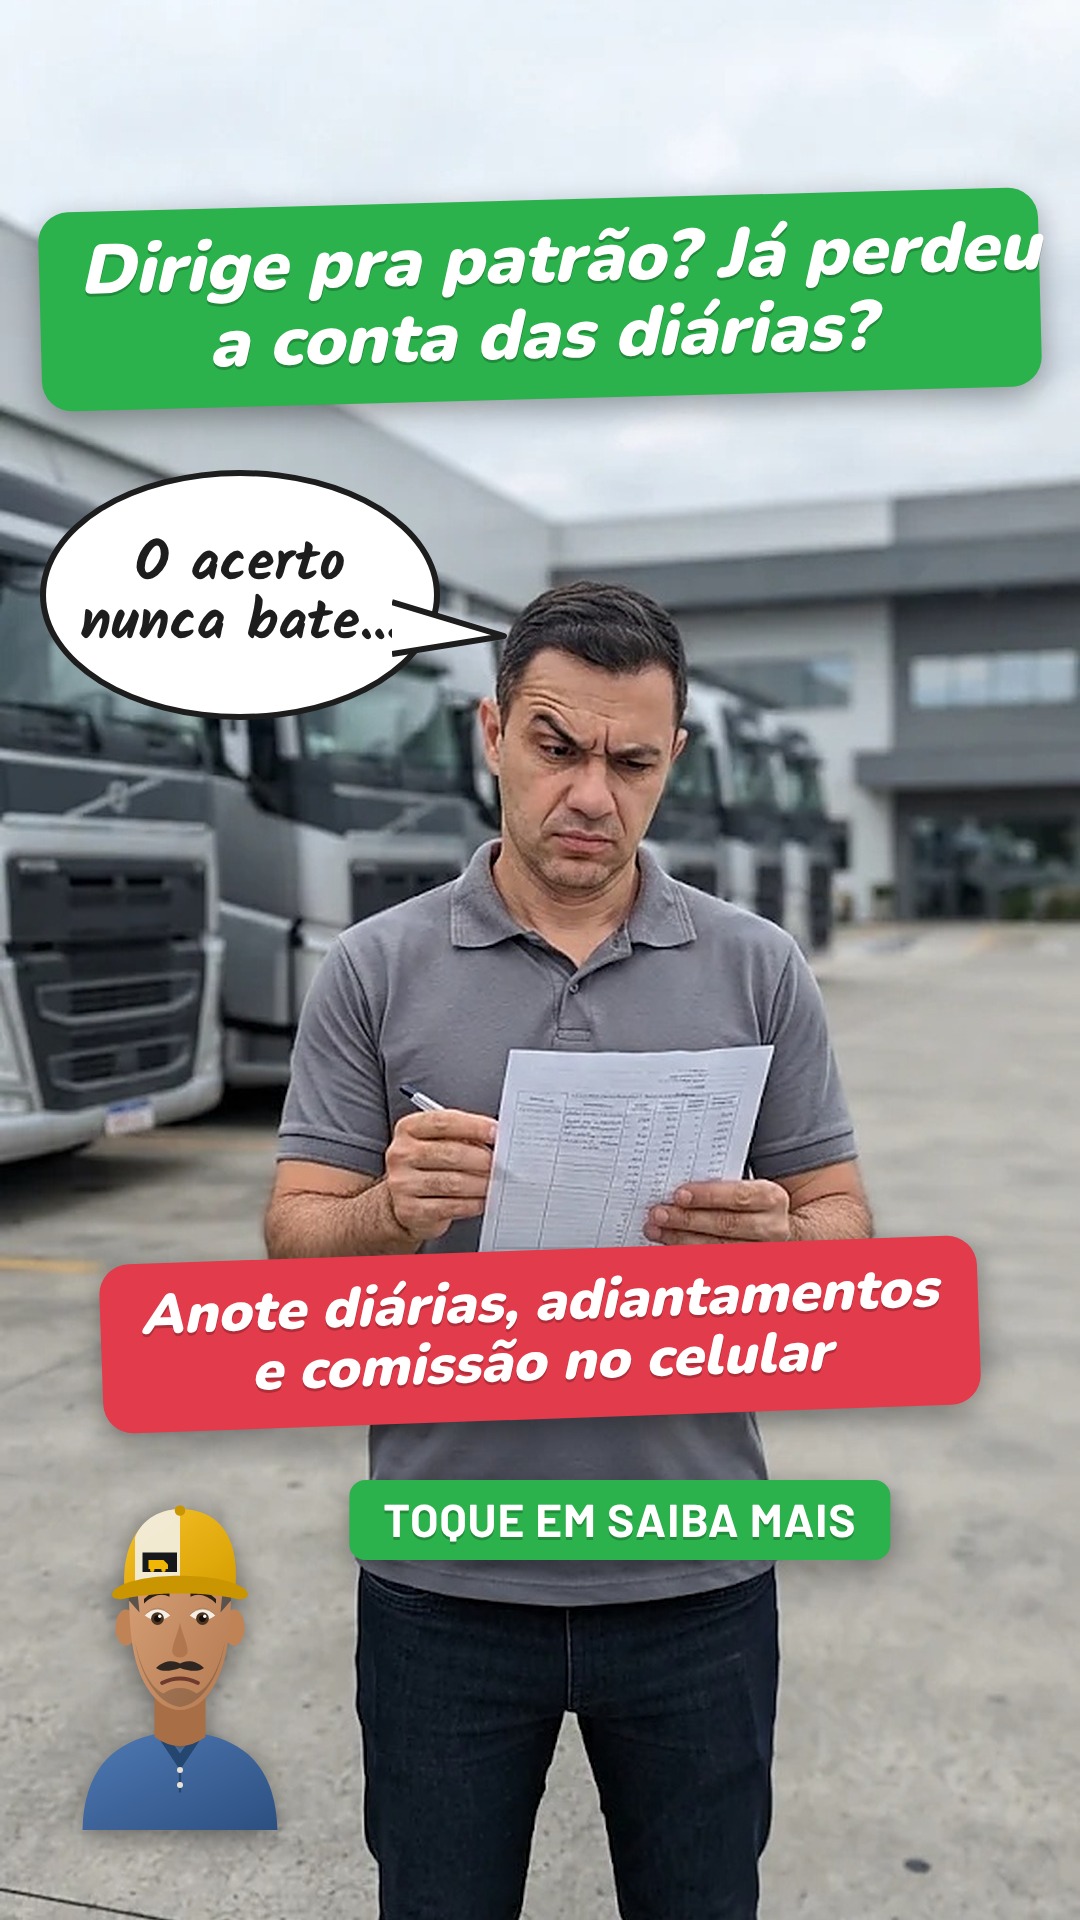 Dirige pra patrão? Já perdeu
a conta das diárias?
O acerto
nunca bate...
Anote diárias, adiantamentos
e comissão no celular
TOQUE EM SAIBA MAIS